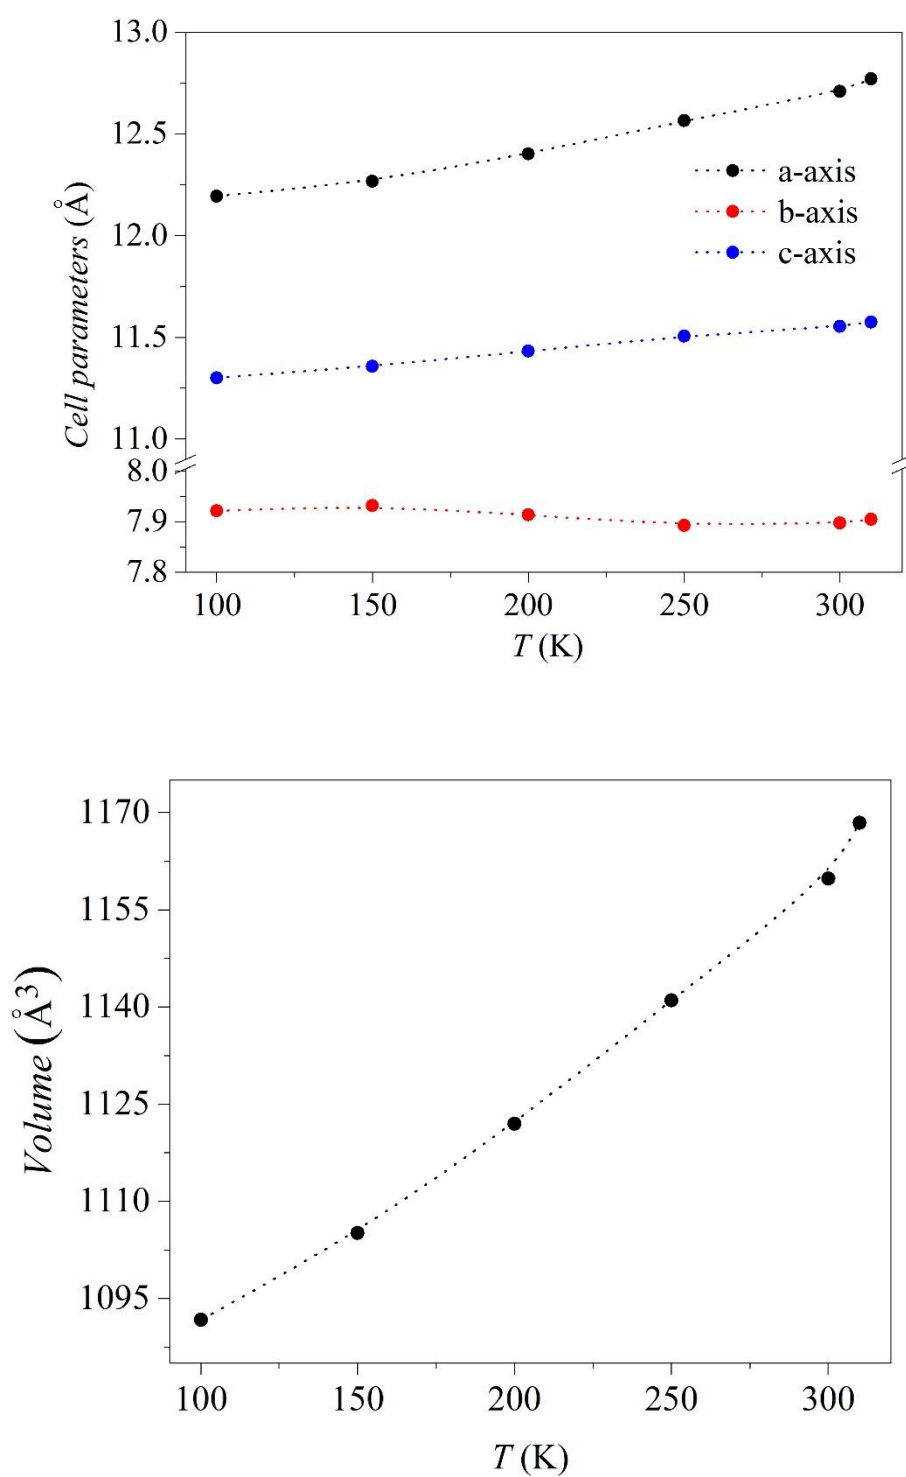 13.0
12.5
12.0
11.5
11.0
8.0
7.9
7.8
Cell parameters (Å)
a-axis
b-axis
c-axis
100 150 200 250 300
T (K)
1170
1155
1140
1125
1110
1095
Volume (Å3)
100 150 200 250 300
T (K)